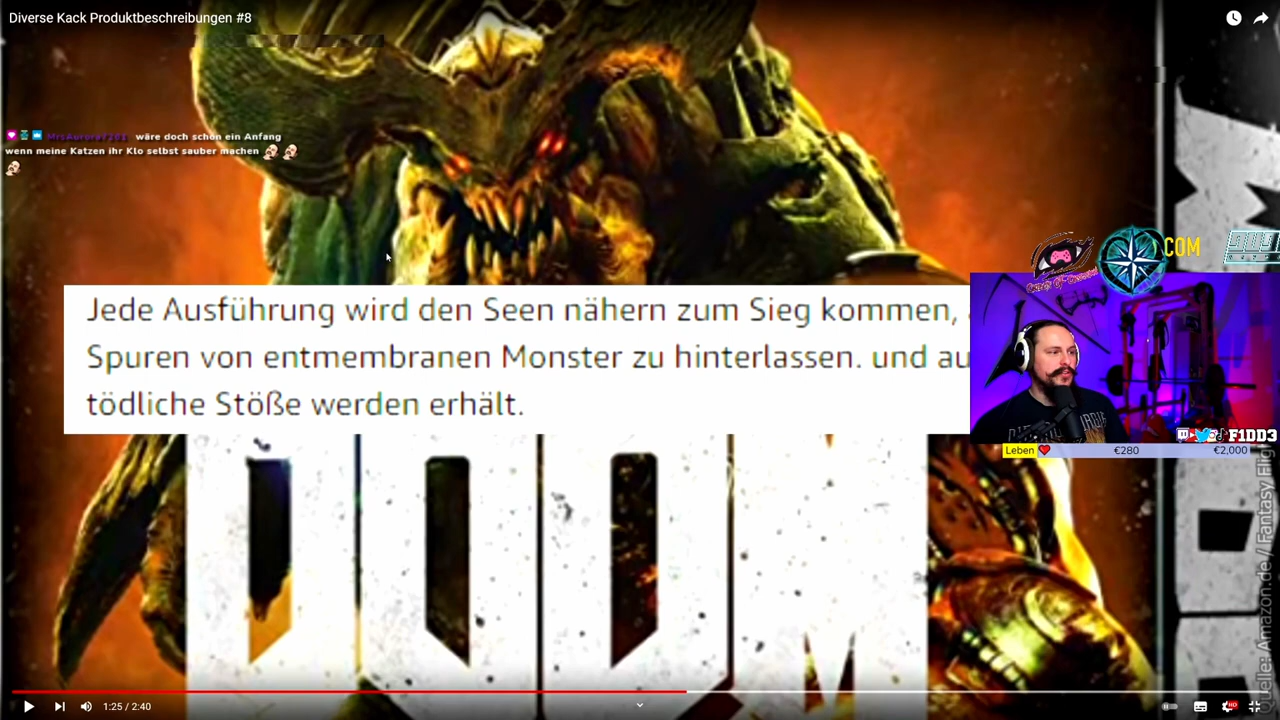 Diverse Kack Produktbeschreibungen #8
wäre doch schön ein Anfang
wenn meine Katzen ihr Klo selbst sauber machen
Jede Ausführung wird den Seen nähern zum Sieg kommen,
Spuren von entmembranen Monster zu hinterlassen. und au
tödliche Stöße werden erhält.
DOOM
.COM
F1DD3
Leben €280 €2,000
Quelle: Amazon.de / Fantasy Flig
1:25 / 2:40
HD